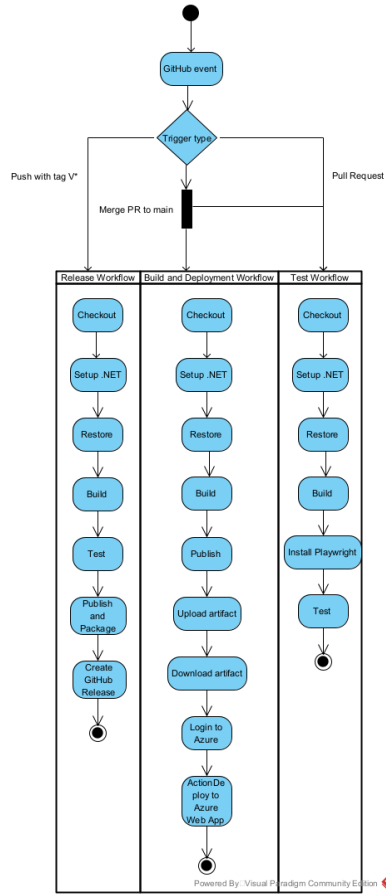 GitHub event
Trigger type
Push with tag V*
Pull Request
Merge PR to main
Release Workflow
Build and Deployment Workflow
Test Workflow
Checkout
Setup .NET
Restore
Build
Test
Publish
and
Package
Create
GitHub
Release
Checkout
Setup .NET
Restore
Build
Publish
Upload artifact
Download artifact
Login to
Azure
ActionDe
ploy to
Azure
Web App
Checkout
Setup .NET
Restore
Build
Install Playwright
Test
Powered By: Visual Paradigm Community Edition